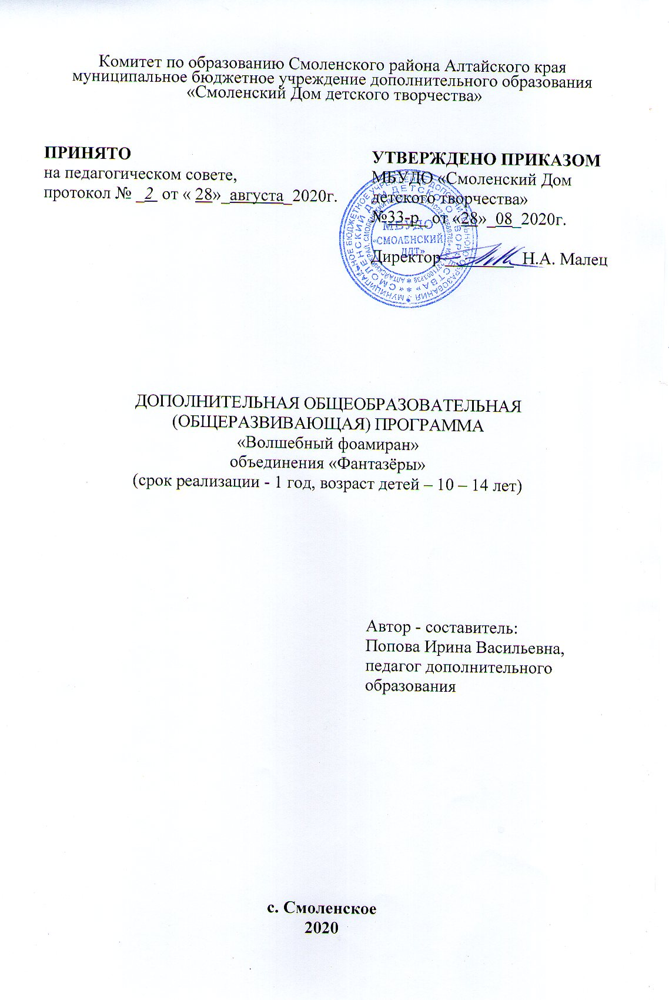 Комитет по образованию Смоленского района Алтайского края
муниципальное бюджетное учреждение дополнительного образования
«Смоленский Дом детского творчества»
ПРИНЯТО
на педагогическом совете,
протокол № _2_ от « 28»_августа_2020г.
УТВЕРЖДЕНО ПРИКАЗОМ
МБУДО «Смоленский Дом
детского творчества»
№33-р_ от «28»_08_2020г.
Директор_________Н.А. Малец
МБУДО
«СМОЛЕНСКИЙ
ДДТ»
ДОПОЛНИТЕЛЬНАЯ ОБЩЕОБРАЗОВАТЕЛЬНАЯ
(ОБЩЕРАЗВИВАЮЩАЯ) ПРОГРАММА
«Волшебный фоамиран»
объединения «Фантазёры»
(срок реализации - 1 год, возраст детей – 10 – 14 лет)
Автор - составитель:
Попова Ирина Васильевна,
педагог дополнительного
образования
с. Смоленское
2020